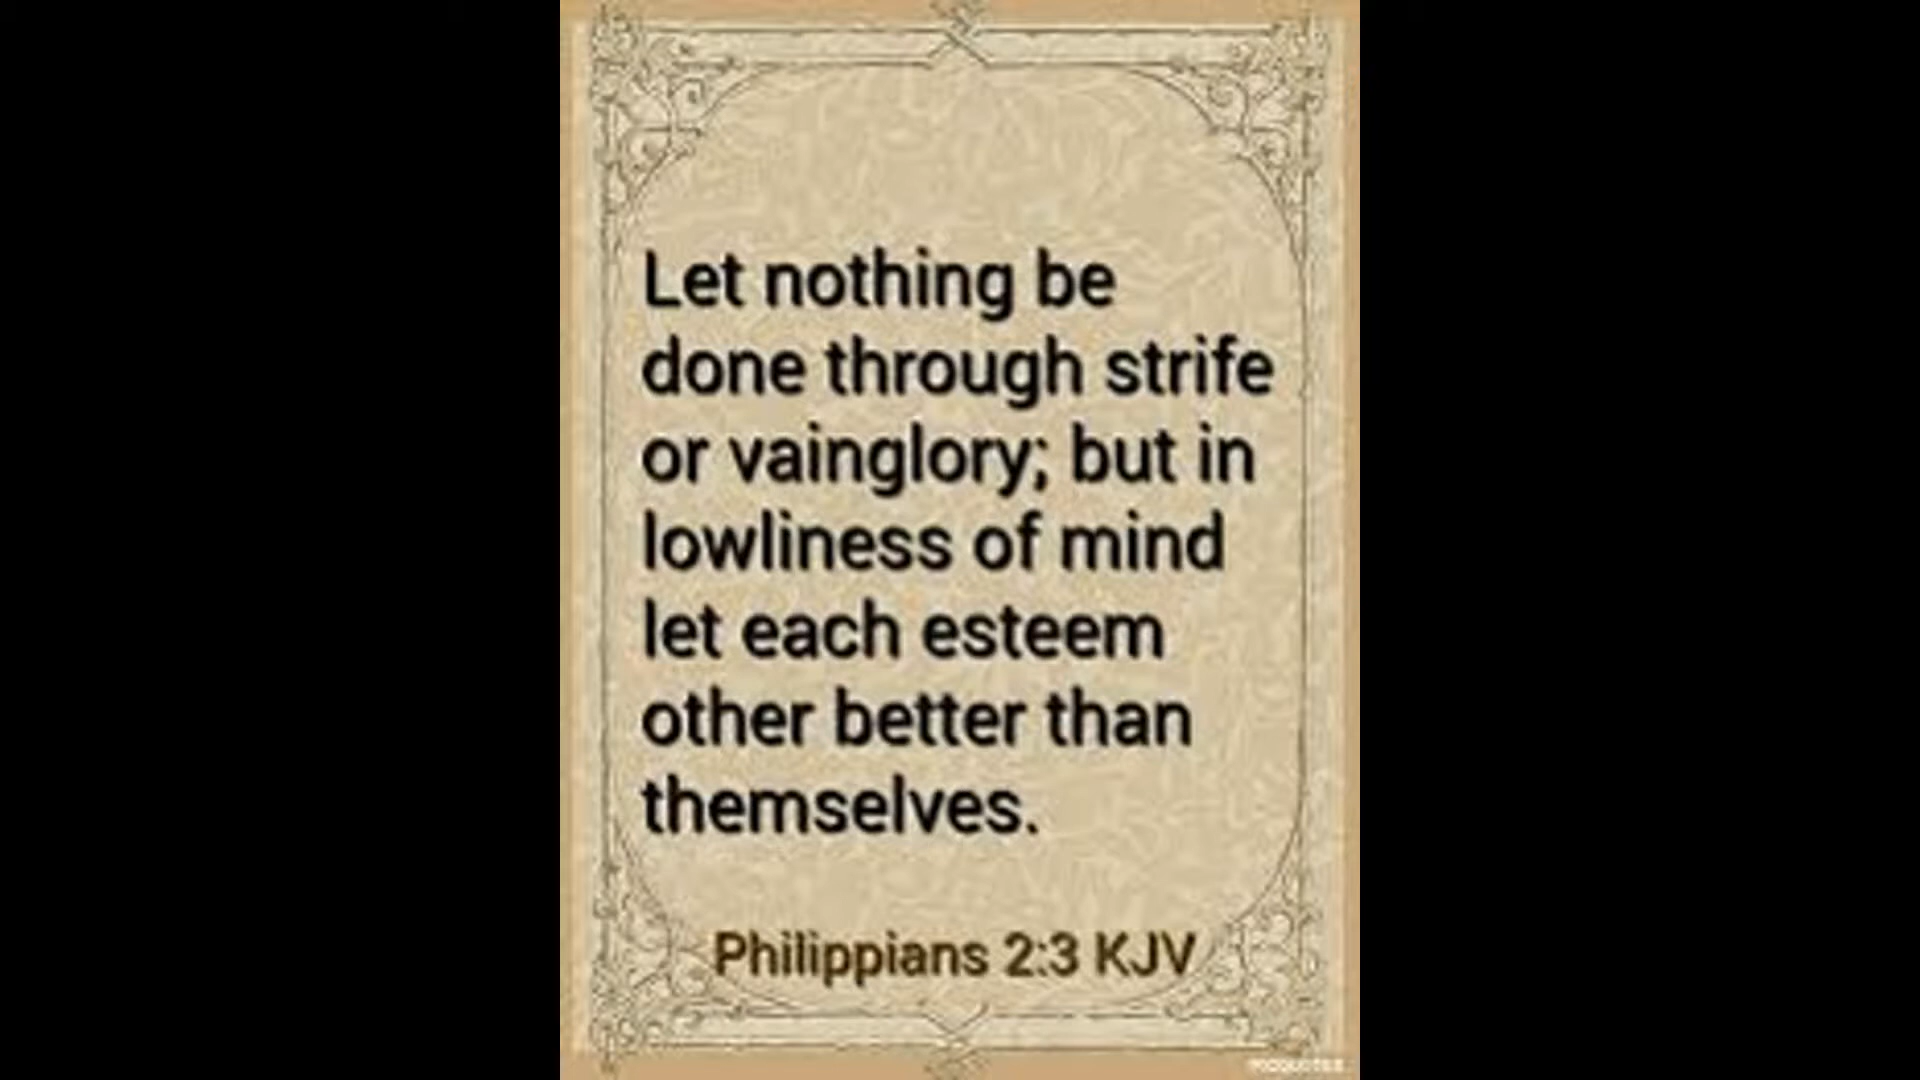 Let nothing be
done through strife
or vainglory; but in
lowliness of mind
let each esteem
other better than
themselves.
Philippians 2:3 KJV